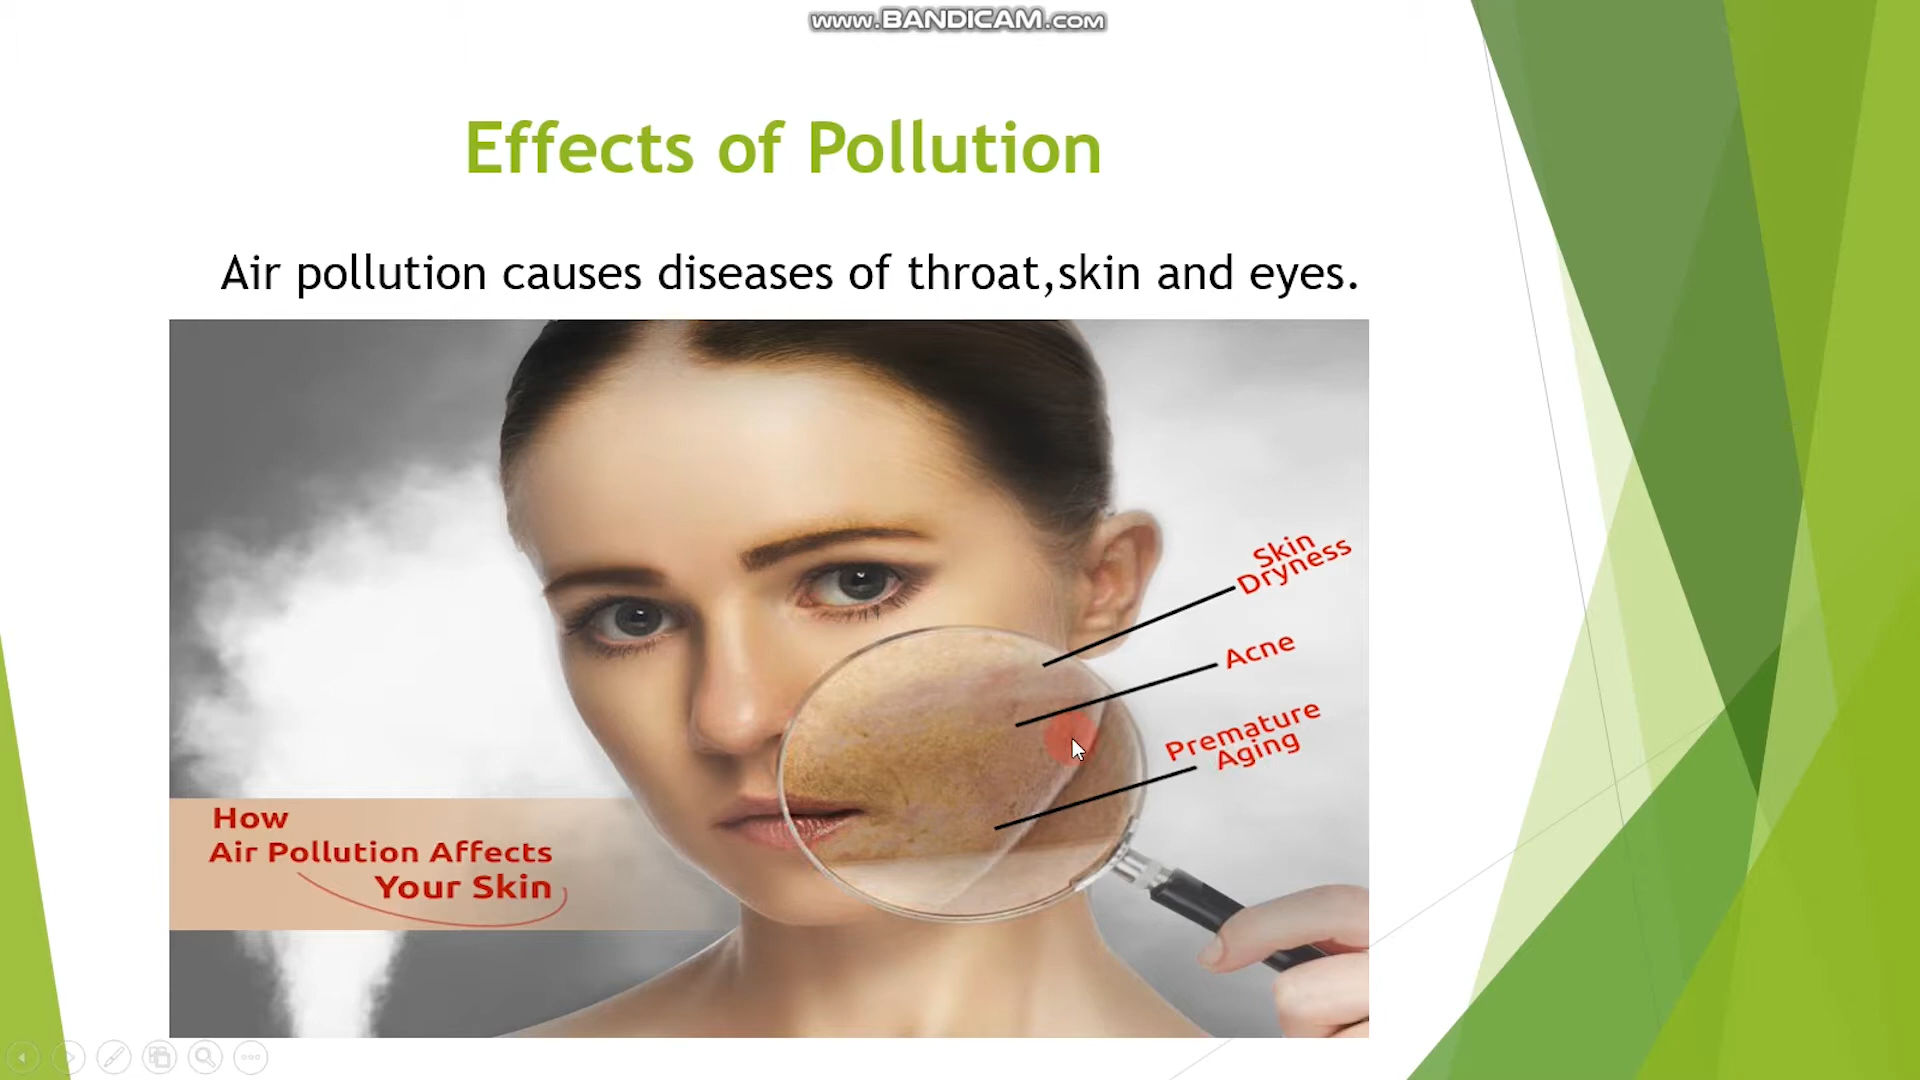 www.BANDICAM.com
Effects of Pollution
Air pollution causes diseases of throat,skin and eyes.
Skin
Dryness
Acne
Premature
Aging
How
Air Pollution Affects
Your Skin